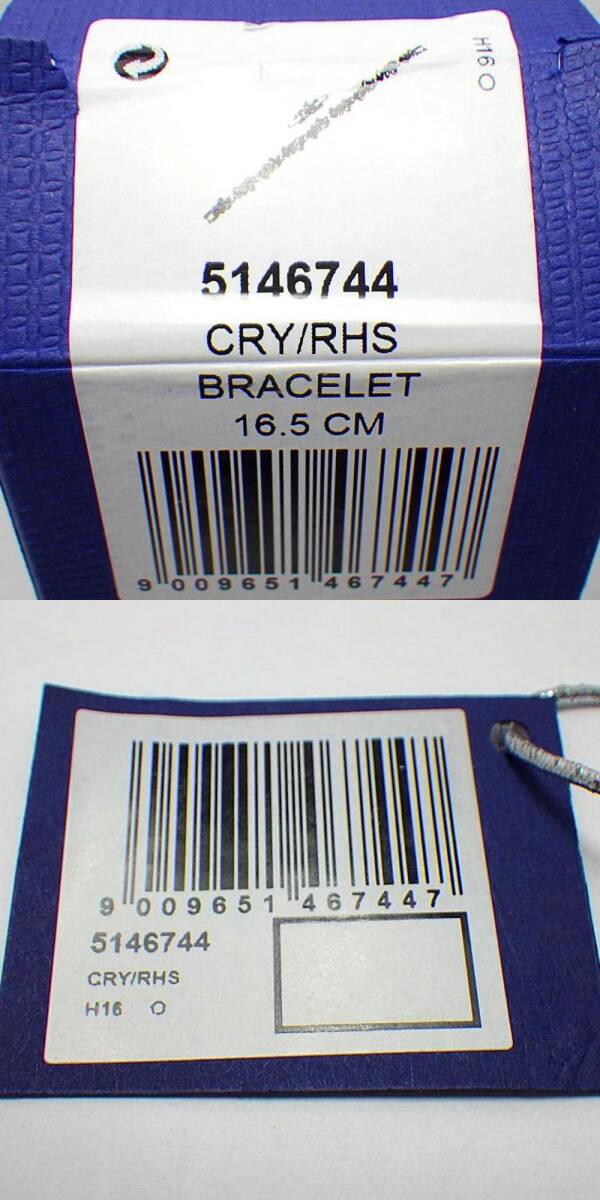 H16 O
5146744
CRY/RHS
BRACELET
16.5 CM
9 009651 467447
9 009651 467447
5146744
CRY/RHS
H16 O